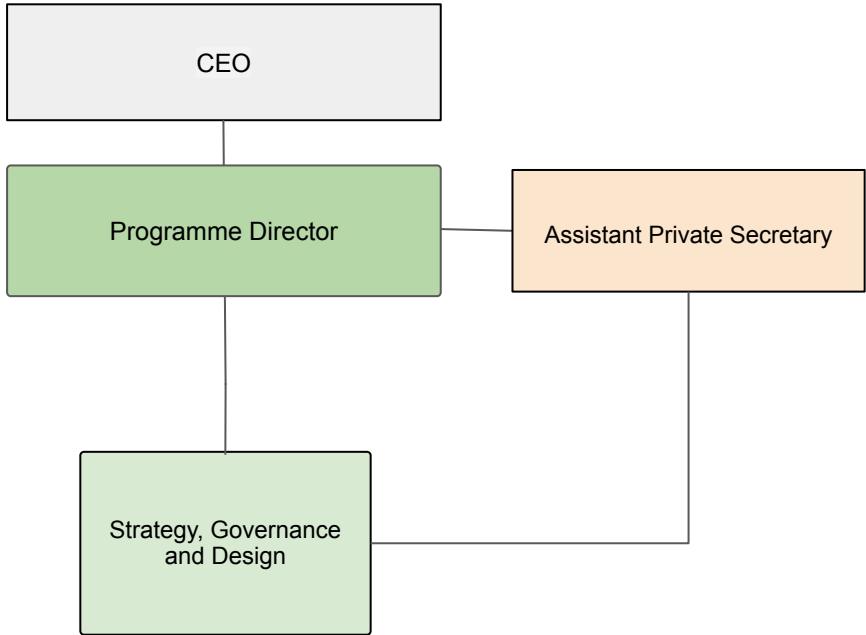 CEO
Programme Director
Assistant Private Secretary
Strategy, Governance
and Design